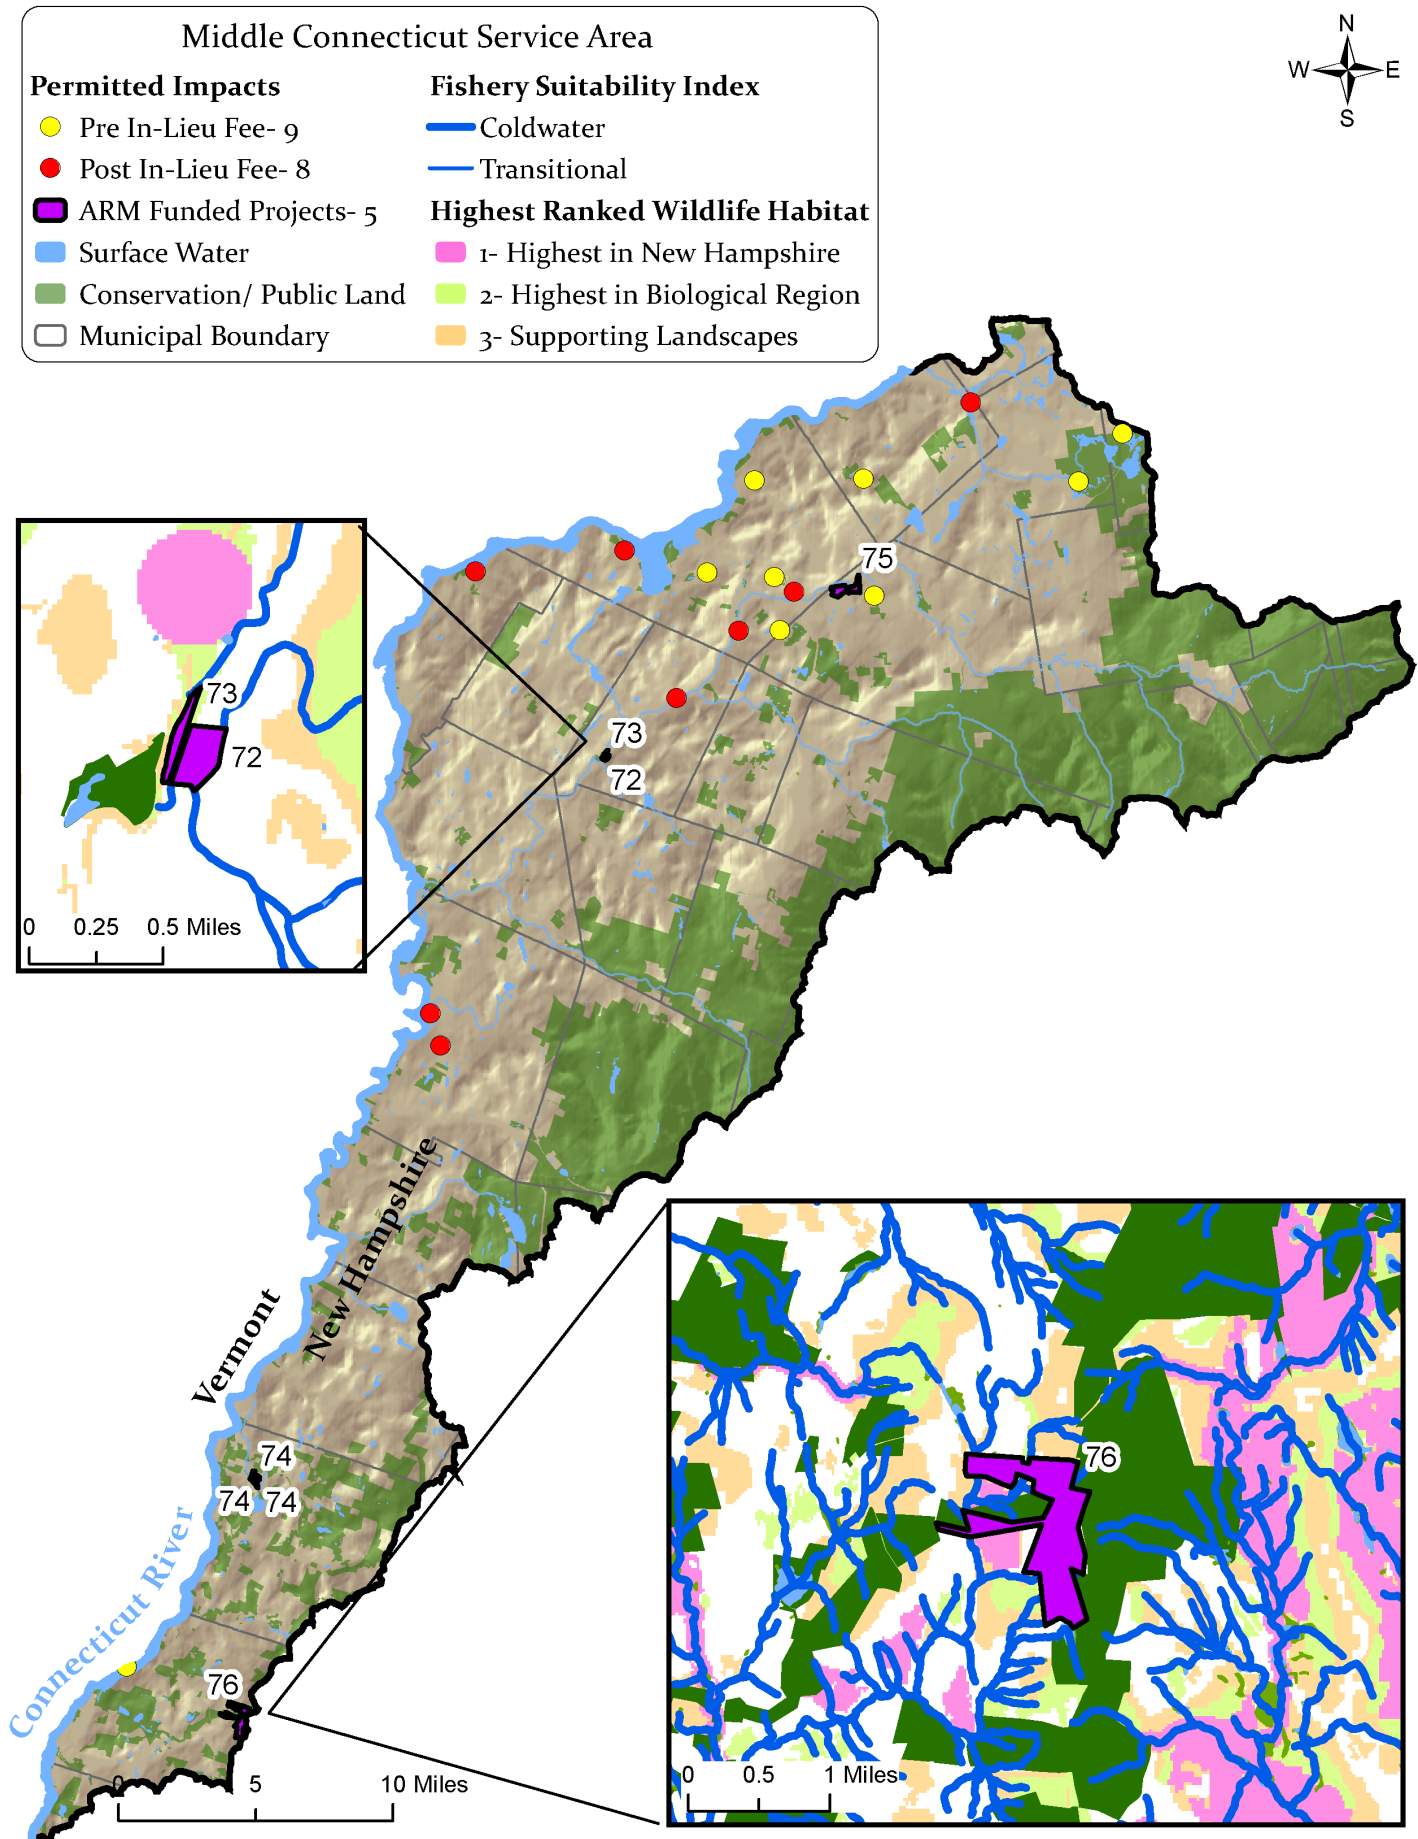 Middle Connecticut Service Area
Permitted Impacts
Pre In-Lieu Fee- 9
Post In-Lieu Fee- 8
ARM Funded Projects- 5
Surface Water
Conservation/ Public Land
Municipal Boundary
Fishery Suitability Index
Coldwater
Transitional
Highest Ranked Wildlife Habitat
1- Highest in New Hampshire
2- Highest in Biological Region
3- Supporting Landscapes
N
W E
S
75
73
72
73
72
0 0.25 0.5 Miles
New Hampshire
Vermont
Connecticut River
74
74 74
76
0 5 10 Miles
76
0 0.5 1 Miles